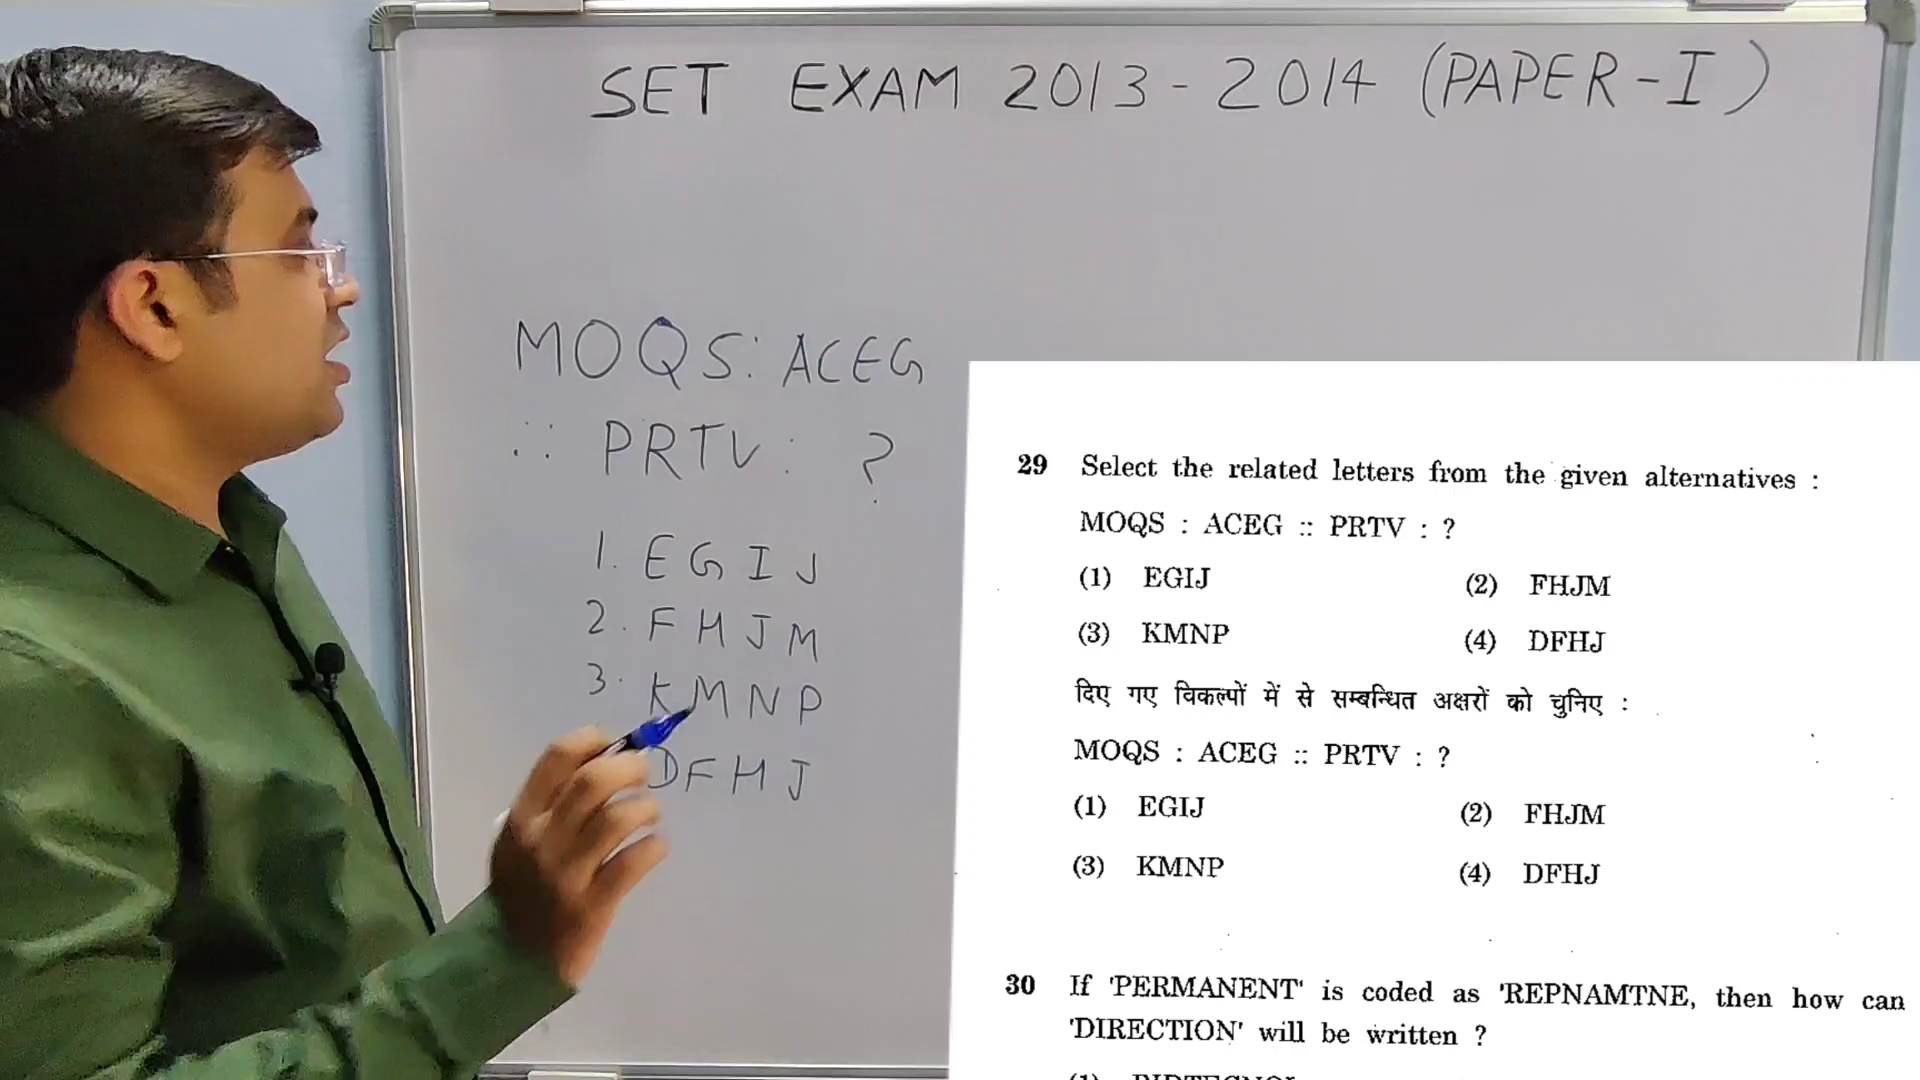 SET EXAM 2013-2014 (PAPER-I)
MOQS: ACEG
:: PRTV: ?
1. EGIJ
2. FHJM
3. KMNP
DFHJ
29 Select the related letters from the given alternatives :
MOQS : ACEG :: PRTV : ?
(1) EGIJ (2) FHJM
(3) KMNP (4) DFHJ
दिए गए विकल्पों में से सम्बन्धित अक्षरों को चुनिए :
MOQS : ACEG :: PRTV : ?
(1) EGIJ (2) FHJM
(3) KMNP (4) DFHJ
30 If 'PERMANENT' is coded as 'REPNAMTNE, then how can
'DIRECTION' will be written ?